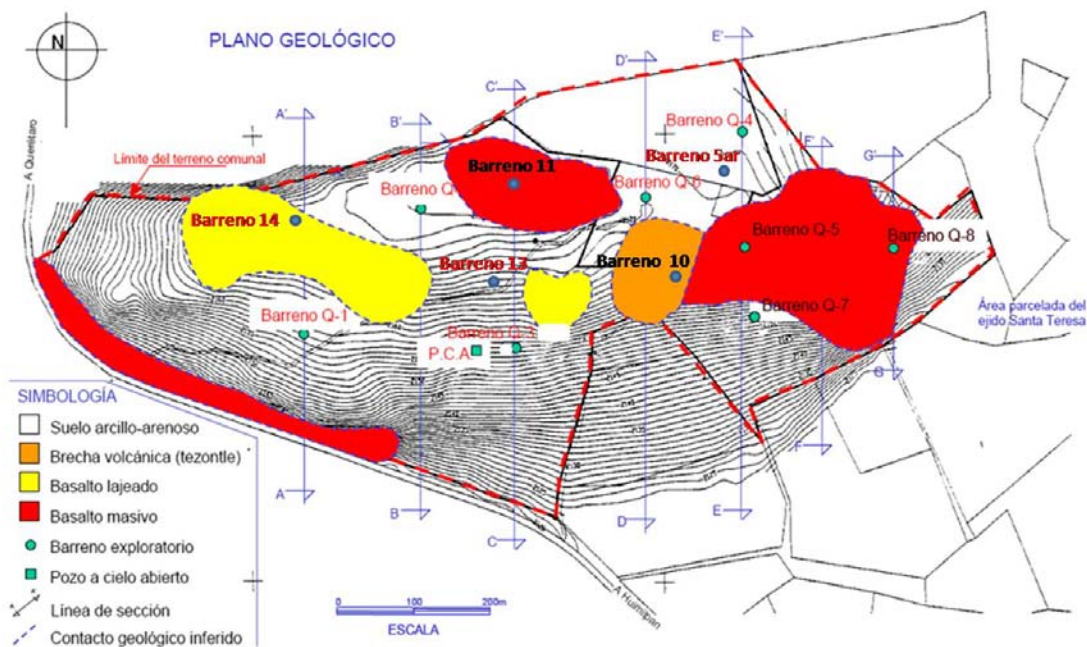 N
PLANO GEOLÓGICO
E'
D'
C'
A'
B'
F'
G'
A Querétaro
Límite del terreno comunal
Barreno Q-4
Barreno 5ar
Barreno 11
Barreno Q
Barreno Q-6
Barreno 14
Barreno Q-5
Barreno Q-8
Barreno 13
Barreno 10
Barreno Q-1
Barreno Q-7
Barreno Q-3
P.C.A.
Área parcelada del
ejido Santa Teresa
G
F
A
B
C
D
E
A Huimilpan
SIMBOLOGÍA
Suelo arcillo-arenoso
Brecha volcánica (tezontle)
Basalto lajeado
Basalto masivo
Barreno exploratorio
Pozo a cielo abierto
Línea de sección
Contacto geológico inferido
0 100 200m
ESCALA